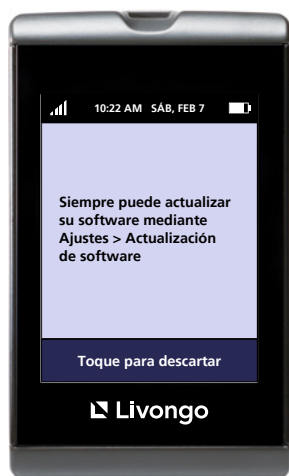 10:22 AM SÁB, FEB 7
Siempre puede actualizar
su software mediante
Ajustes > Actualización
de software
Toque para descartar
Livongo